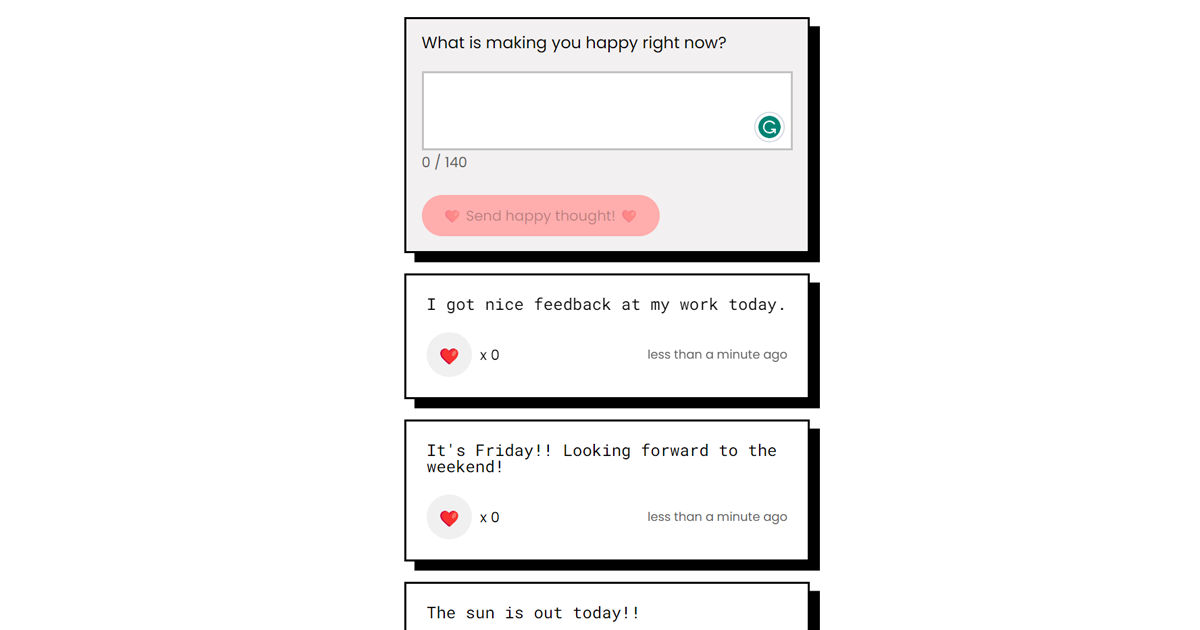 What is making you happy right now?
0 / 140
❤️ Send happy thought! ❤️
I got nice feedback at my work today.
❤️ x 0 less than a minute ago
It's Friday!! Looking forward to the
weekend!
❤️ x 0 less than a minute ago
The sun is out today!!